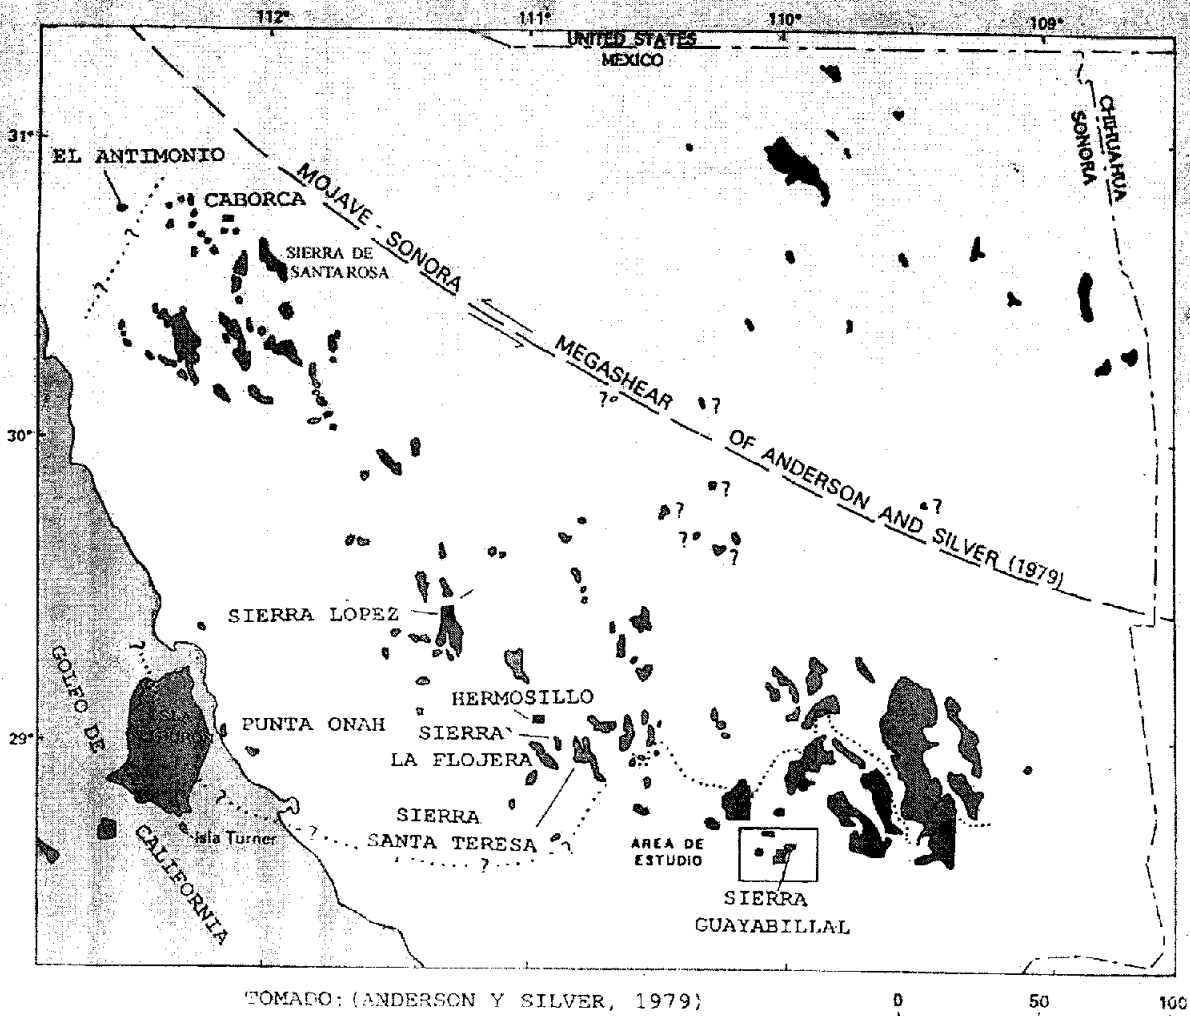 112° 111° 110° 109°
UNITED STATES
MEXICO
CHIHUAHUA
SONORA
31°
EL ANTIMONIO
CABORCA
SIERRA DE
SANTA ROSA
MOJAVE - SONORA MEGASHEAR OF ANDERSON AND SILVER (1979)
?
?
30°
?
?
?
?
?
?
?
SIERRA LOPEZ
?
GOLFO DE
CALIFORNIA
HERMOSILLO
PUNTA ONAH
SIERRA
LA FLOJERA
29°
SIERRA
SANTA TERESA
?
?
?
?
Isla Turner
AREA DE
ESTUDIO
SIERRA
GUAYABILLAL
TOMADO: (ANDERSON Y SILVER, 1979)
0 50 100